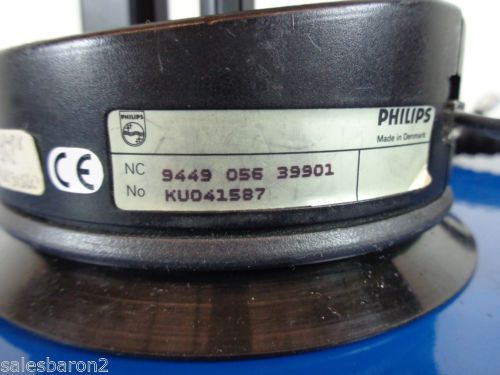 PHILIPS
PHILIPS
Made in Denmark
NC 9449 056 39901
No KU041587
CE
salesbaron2